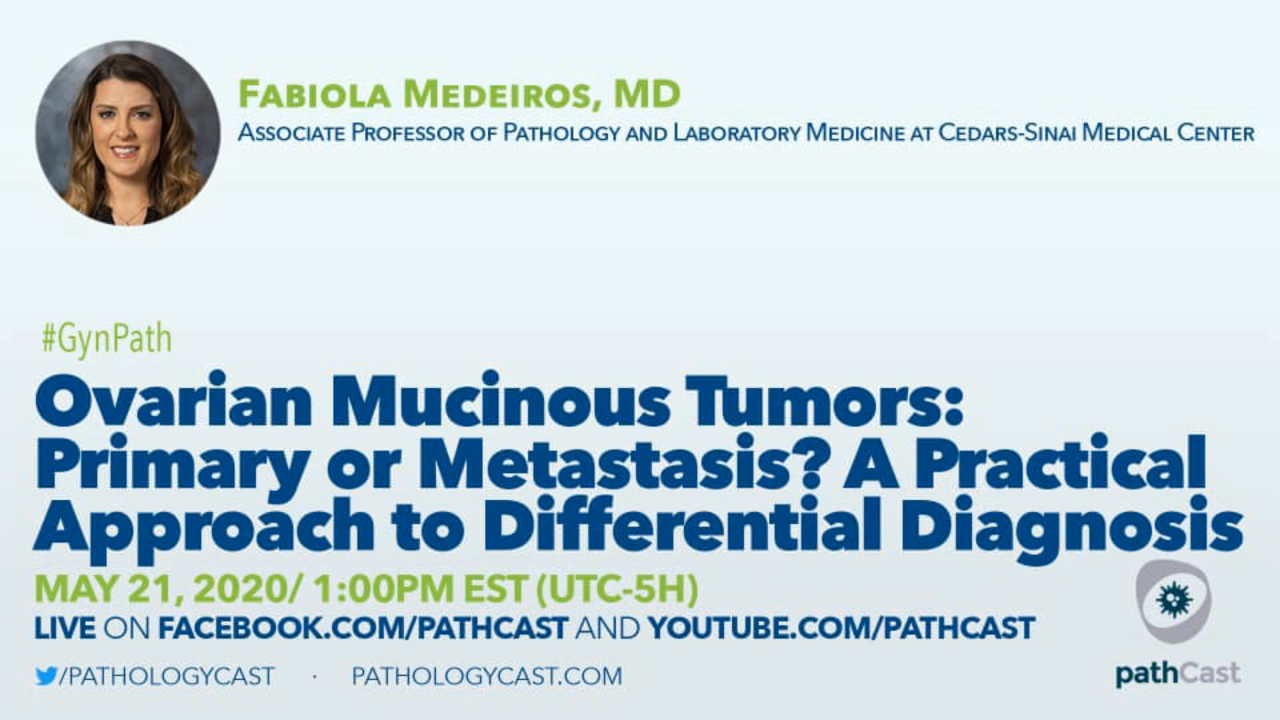 Fabiola Medeiros, MD
Associate Professor of Pathology and Laboratory Medicine at Cedars-Sinai Medical Center
#GynPath
Ovarian Mucinous Tumors:
Primary or Metastasis? A Practical
Approach to Differential Diagnosis
MAY 21, 2020/ 1:00PM EST (UTC-5H)
LIVE ON FACEBOOK.COM/PATHCAST AND YOUTUBE.COM/PATHCAST
/PATHOLOGYCAST · PATHOLOGYCAST.COM
pathCast